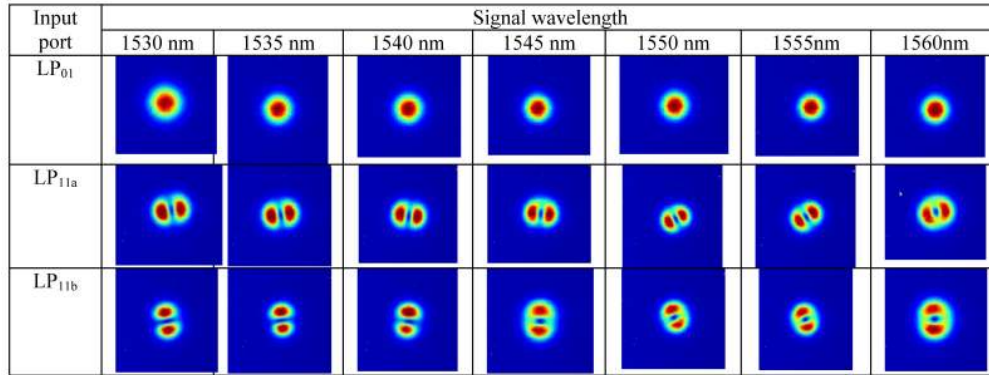 Input port
Signal wavelength
1530 nm 1535 nm 1540 nm 1545 nm 1550 nm 1555nm 1560nm
LP01
LP11a
LP11b